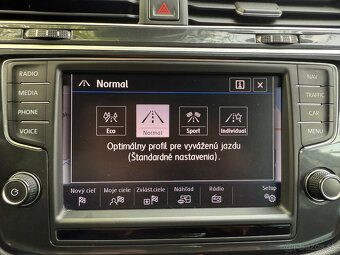 RADIO
MEDIA
PHONE
VOICE
NAV
TRAFFIC
CAR
MENU
Normal
Eco
Normal
Sport
Individual
Optimálny profil pre vyváženú jazdu
(Štandardné nastavenia).
Nový cieľ
Moje ciele
Zvlášt.ciele
Náhľad
Rádio
Setup